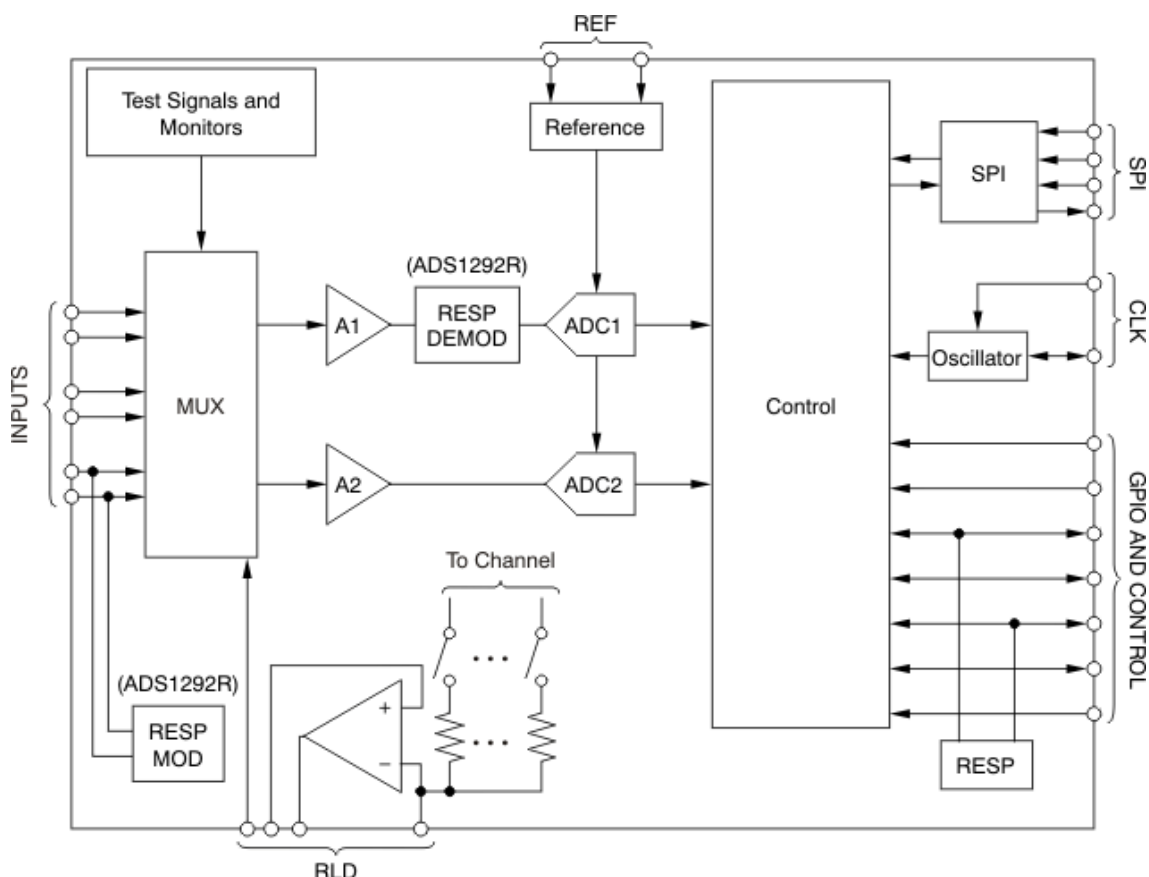 REF
Test Signals and
Monitors
Reference
SPI
SPI
(ADS1292R)
A1
RESP
DEMOD
ADC1
CLK
Oscillator
INPUTS
MUX
Control
A2
ADC2
GPIO AND CONTROL
To Channel
(ADS1292R)
RESP
MOD
+
−
RESP
RLD